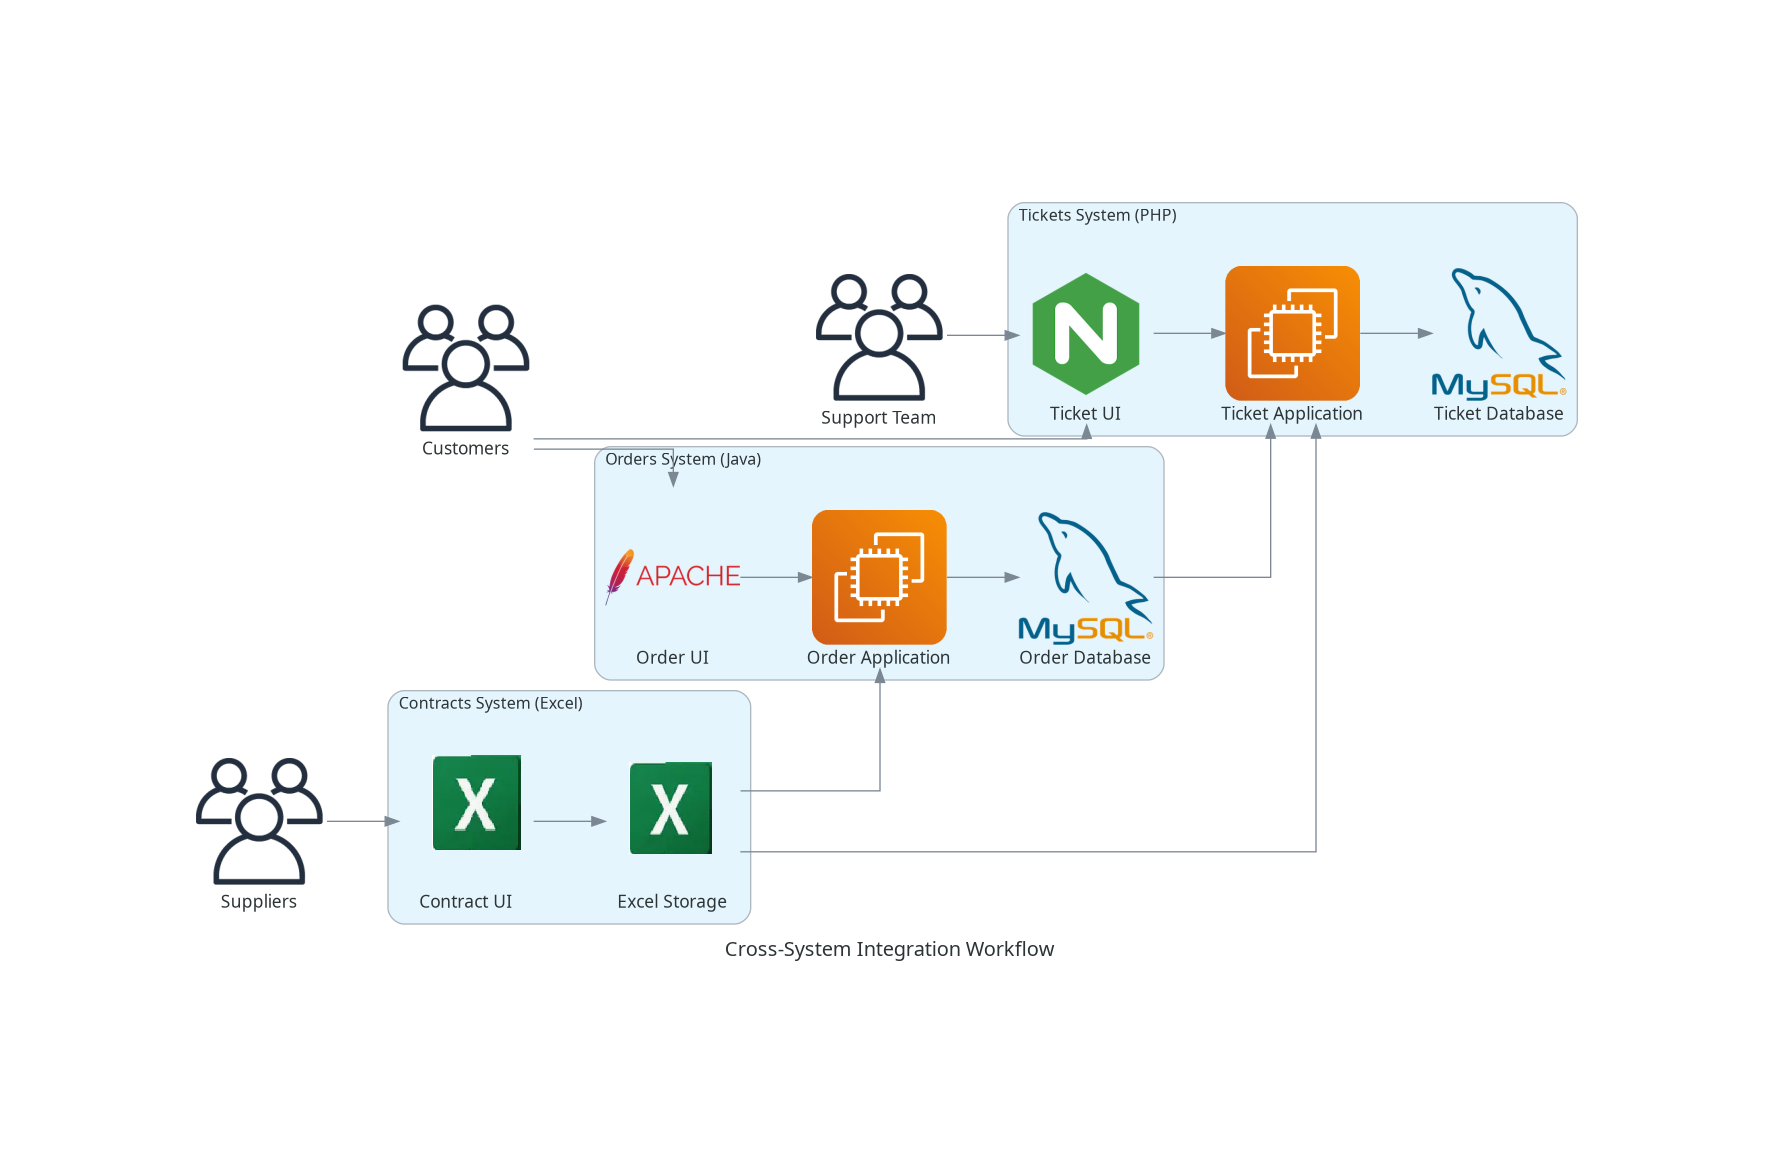 Tickets System (PHP)
N
MySQL®
Support Team
Ticket UI
Ticket Application
Ticket Database
Customers
Orders System (Java)
APACHE
MySQL®
Order UI
Order Application
Order Database
Contracts System (Excel)
X
X
Suppliers
Contract UI
Excel Storage
Cross-System Integration Workflow